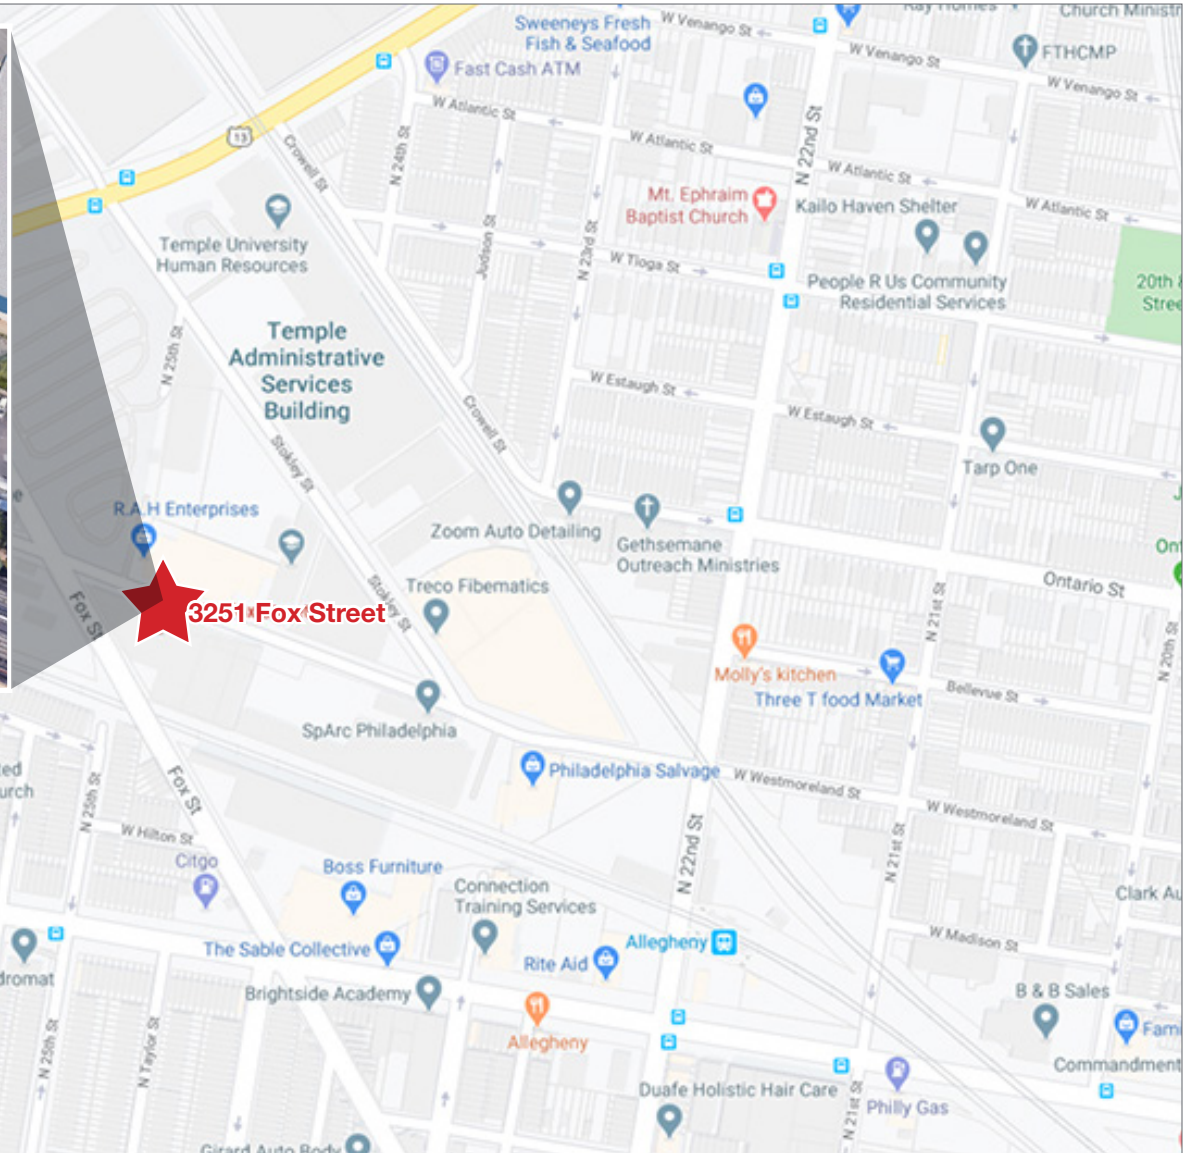 Sweeneys Fresh
Fish & Seafood
W Venango St
Church Ministr
Fast Cash ATM
W Venango St
FTHCMP
W Venango St
W Atlantic St
13
Crowell St
N 24th St
W Atlantic St
N 22nd St
W Atlantic St
Mt. Ephraim
Baptist Church
Kailo Haven Shelter
W Atlantic St
Temple University
Human Resources
Judson St
N 23rd St
W Tioga St
People R Us Community
Residential Services
20th &
Stree
Temple
Administrative
Services
Building
N 25th St
W Estaugh St
Crowell St
W Estaugh St
Stokley St
Tarp One
R.A.H Enterprises
Zoom Auto Detailing
Gethsemane
Outreach Ministries
Ont
Ontario St
Fox St
3251 Fox Street
Stokley St
Treco Fibematics
N 21st St
N 20th St
Molly's kitchen
Three T food Market
Bellevue St
SpArc Philadelphia
Philadelphia Salvage
W Westmoreland St
W Westmoreland St
ed
urch
N 25th St
Fox St
W Hilton St
Citgo
Boss Furniture
Connection
Training Services
N 22nd St
N 21st St
Clark Au
The Sable Collective
Rite Aid
Allegheny
W Madison St
dromat
Brightside Academy
Allegheny
B & B Sales
Fami
Commandment
N 25th St
N Taylor St
Duafe Holistic Hair Care
Philly Gas
N 21st St
Girard Auto Body